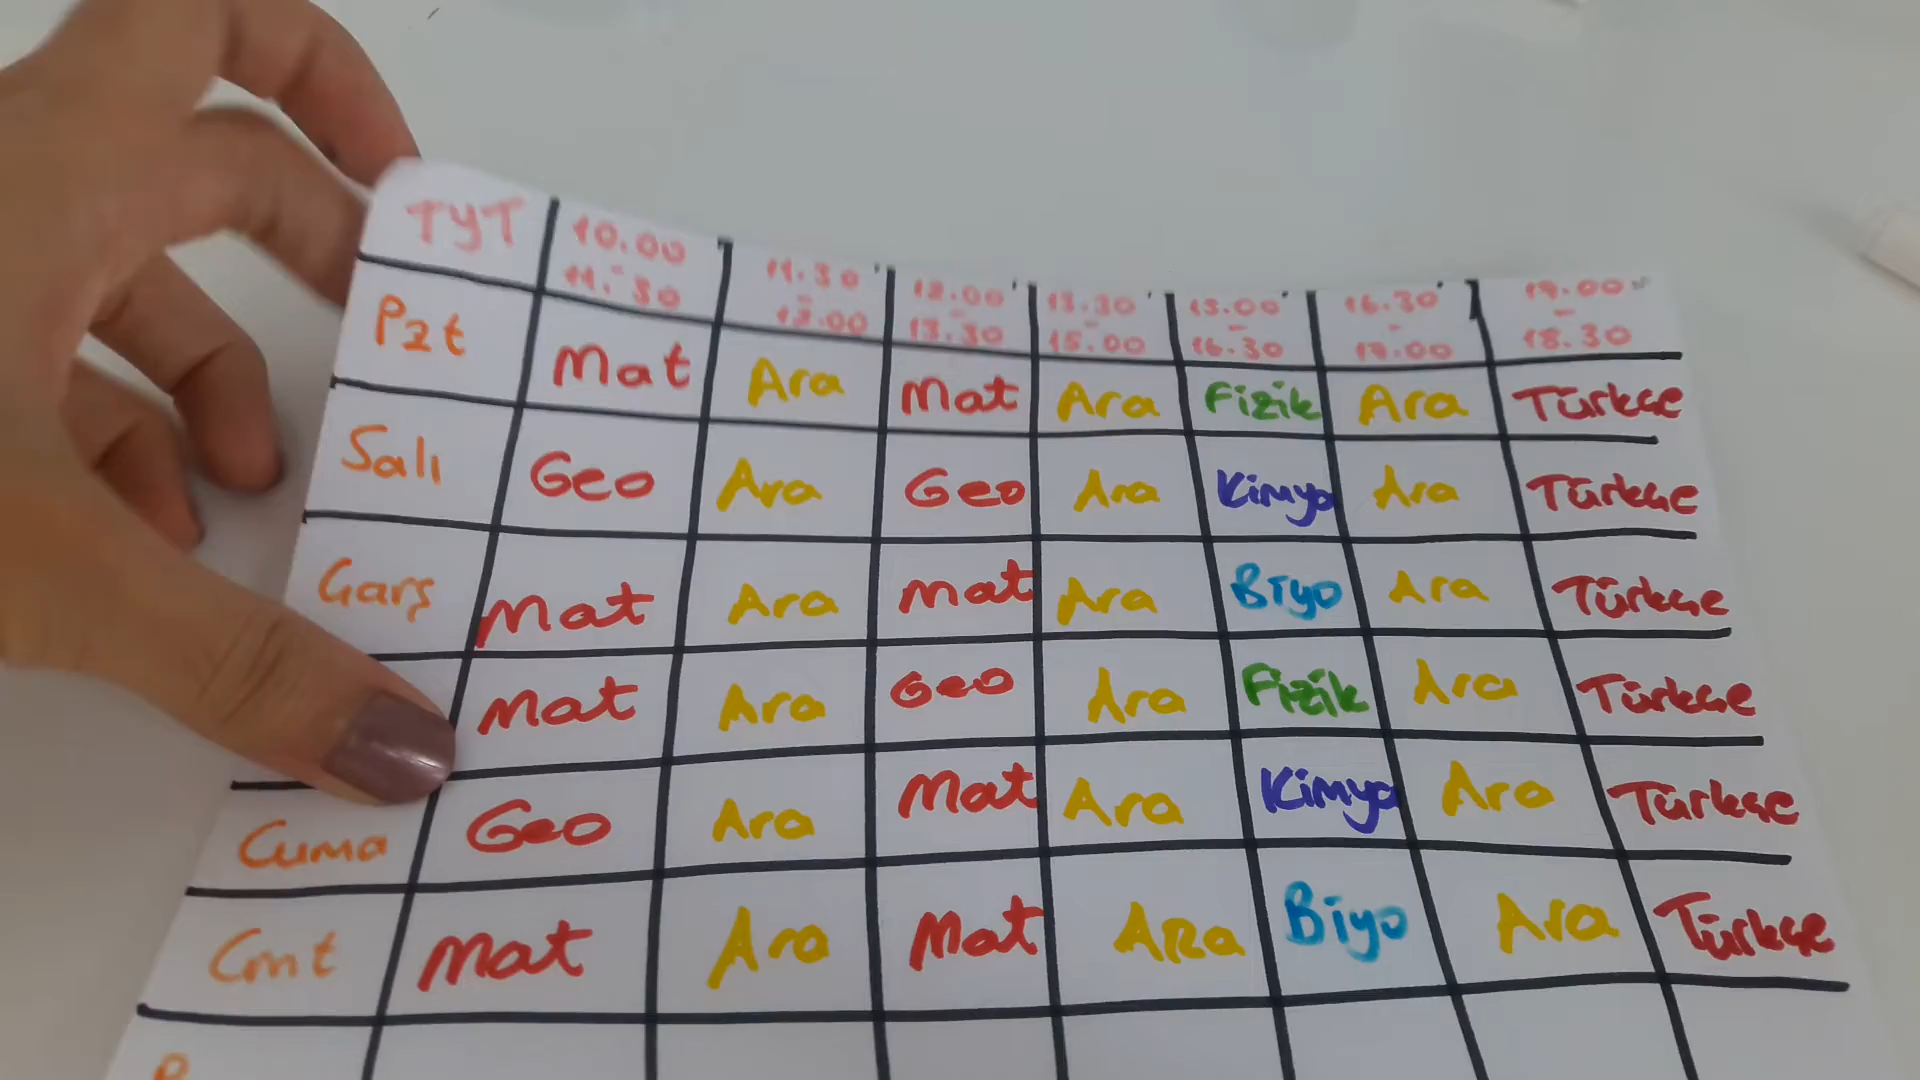 TYT 10.00 - 11.30 11.30 - 12.00 12.00 - 13.30 13.30 - 15.00 15.00 - 16.30 16.30 - 17.00 17.00 - 18.30
Pzt Mat Ara Mat Ara Fizik Ara Türkçe
Salı Geo Ara Geo Ara Kimya Ara Türkçe
Çarş Mat Ara Mat Ara Biyo Ara Türkçe
Mat Ara Geo Ara Fizik Ara Türkçe
Cuma Geo Ara Mat Ara Kimya Ara Türkçe
Cmt Mat Ara Mat ARa Biyo Ara Türkçe